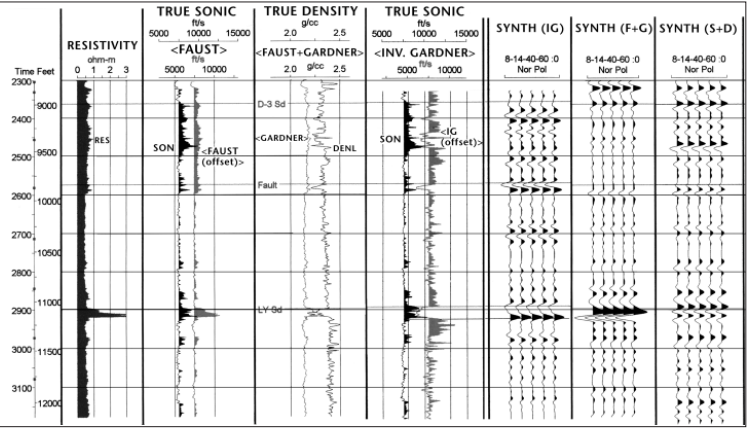 TRUE SONIC
ft/s
5000 10000 15000
<FAUST>
ft/s
5000 10000
TRUE DENSITY
g/cc
2.0 2.5
<FAUST+GARDNER>
g/cc
2.0 2.5
TRUE SONIC
ft/s
5000 10000 15000
<INV. GARDNER>
ft/s
5000 10000
RESISTIVITY
ohm-m
0 1 2 3
SYNTH (IG)
8-14-40-60 :0
Nor Pol
SYNTH (F+G)
8-14-40-60 :0
Nor Pol
SYNTH (S+D)
8-14-40-60 :0
Nor Pol
Time Feet
2300
9000
2400
9500
2500
2600
10000
2700
10500
2800
11000
2900
3000
11500
3100
12000
RES
SON
<FAUST
(offset)>
D-3 Sd
<GARDNER>
DENL
Fault
LY Sd
SON
<IG
(offset)>